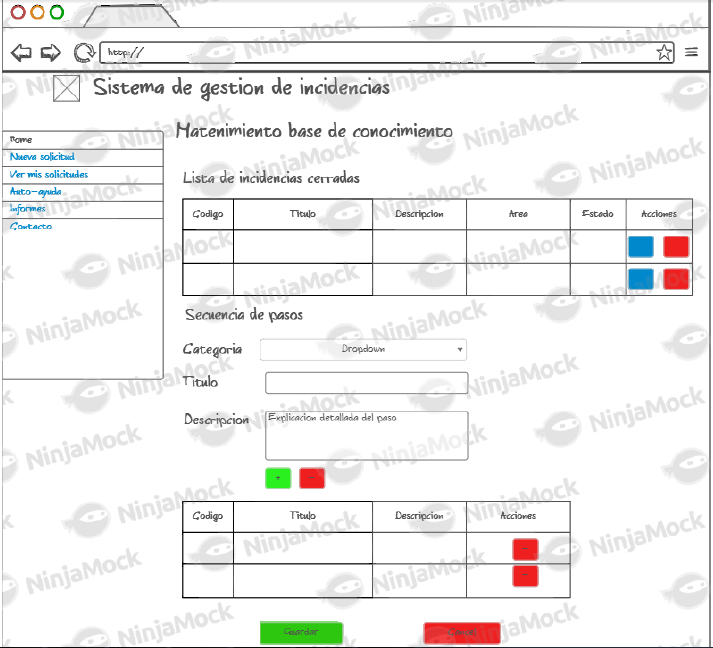 http://
Sistema de gestion de incidencias
Matenimiento base de conocimiento
Home
Nueva solicitud
Ver mis solicitudes
Auto-ayuda
Informes
Contacto
Lista de incidencias cerradas
Codigo Titulo Descripcion Area Estado Acciones
Secuencia de pasos
Categoria Dropdown
Titulo
Descripcion Explicacion detallada del paso
+
Codigo Titulo Descripcion Acciones
-
-
Guardar
NinjaMock